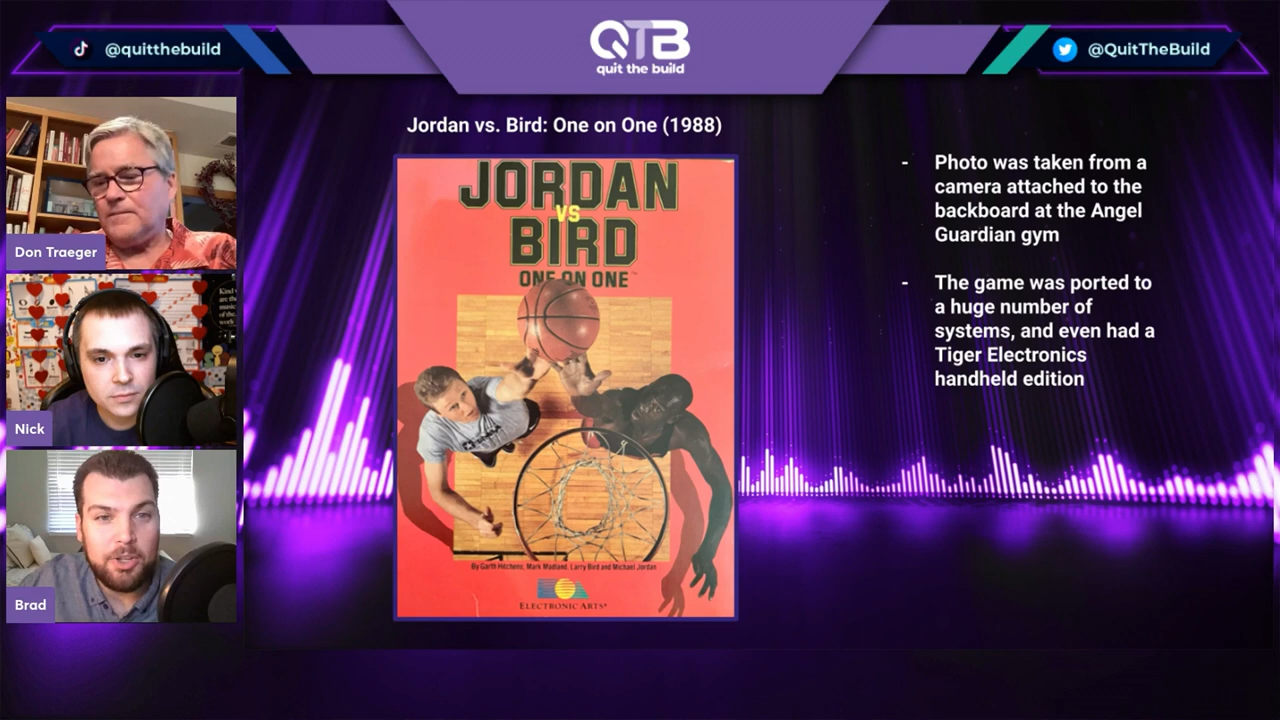 @quitthebuild
QTB
quit the build
@QuitTheBuild
Jordan vs. Bird: One on One (1988)
Don Traeger
Nick
Brad
JORDAN
VS
BIRD
ONE ON ONE™
By Garth Hitchens, Mark Madland, Larry Bird and Michael Jordan
ELECTRONIC ARTS®
- Photo was taken from a
camera attached to the
backboard at the Angel
Guardian gym
- The game was ported to
a huge number of
systems, and even had a
Tiger Electronics
handheld edition